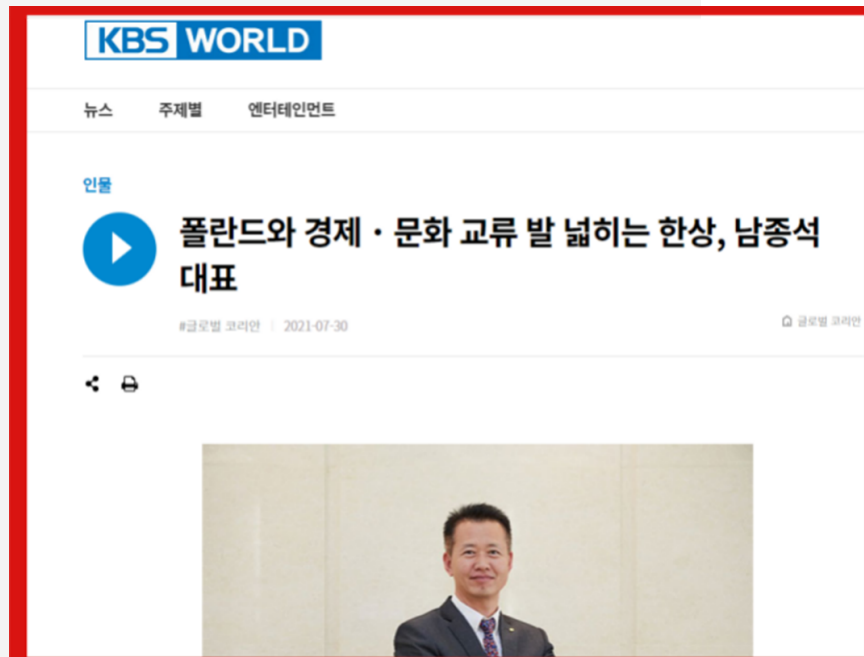 KBS WORLD
뉴스 주제별 엔터테인먼트
인물
폴란드와 경제 · 문화 교류 발 넓히는 한상, 남종석
대표
#글로벌 코리안 | 2021-07-30
글로벌 코리안